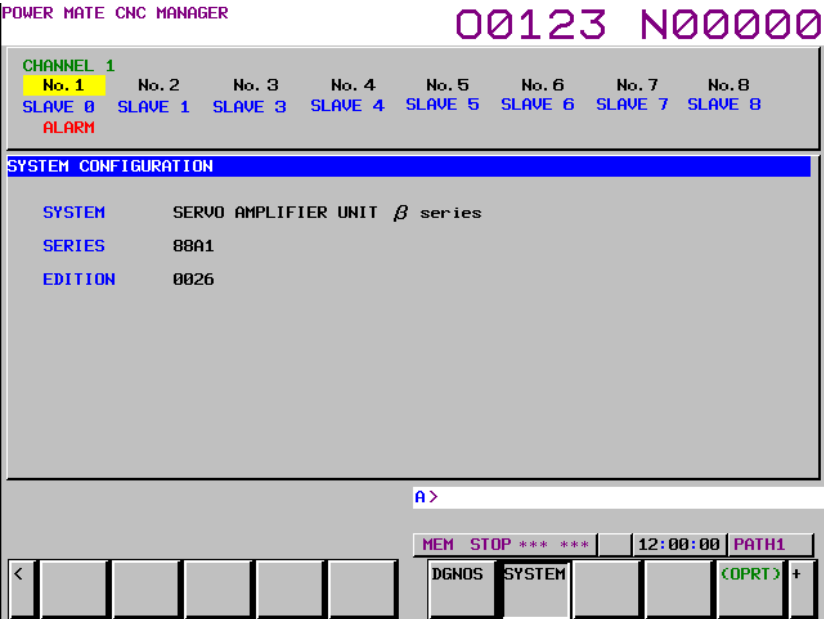 POWER MATE CNC MANAGER O0123 N00000
CHANNEL 1
No.1 No.2 No.3 No.4 No.5 No.6 No.7 No.8
SLAVE 0 SLAVE 1 SLAVE 3 SLAVE 4 SLAVE 5 SLAVE 6 SLAVE 7 SLAVE 8
ALARM
SYSTEM CONFIGURATION
SYSTEM SERVO AMPLIFIER UNIT β series
SERIES 88A1
EDITION 0026
A>
MEM STOP *** *** 12:00:00 PATH1
< DGNOS SYSTEM (OPRT) +